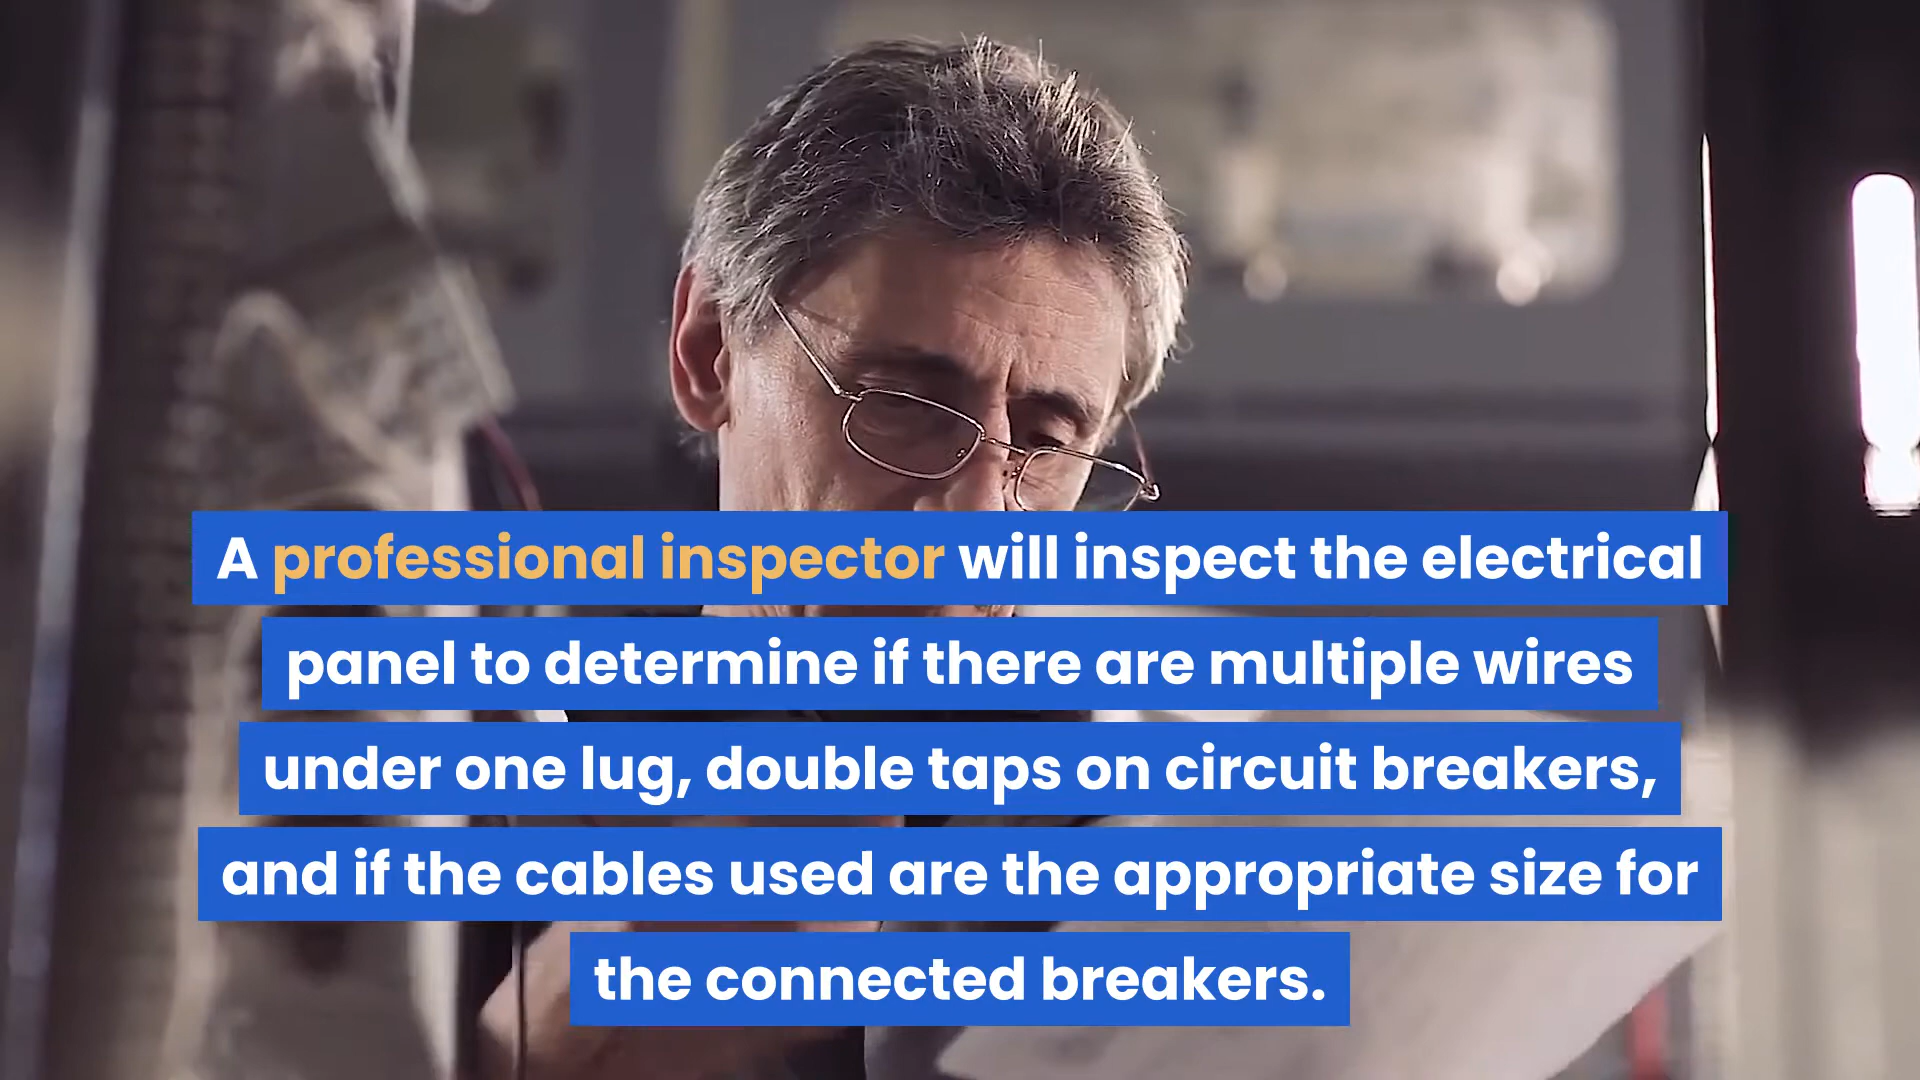 A professional inspector will inspect the electrical
panel to determine if there are multiple wires
under one lug, double taps on circuit breakers,
and if the cables used are the appropriate size for
the connected breakers.